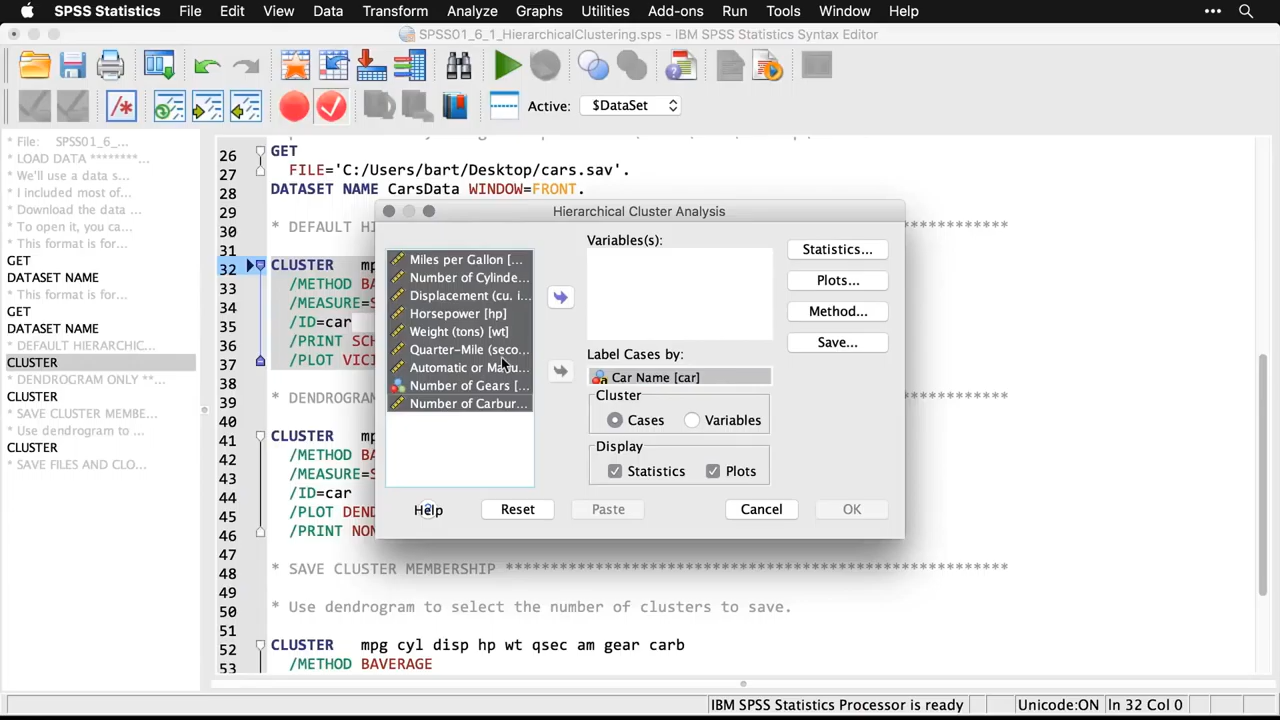 SPSS Statistics File Edit View Data Transform Analyze Graphs Utilities Add-ons Run Tools Window Help
SPSS01_6_1_HierarchicalClustering.sps - IBM SPSS Statistics Syntax Editor
Active: $DataSet
* File: SPSS01_6_...
* LOAD DATA ********...
* We'll use a data s...
* I included most of...
* Download the data ...
* To open it, you ca...
* This format is for...
GET
DATASET NAME
* This format is for...
GET
DATASET NAME
* DEFAULT HIERARCHIC...
CLUSTER
* DENDROGRAM ONLY **...
CLUSTER
* SAVE CLUSTER MEMBE...
* Use dendrogram to ...
CLUSTER
* SAVE FILES AND CLO...
26 GET
27 FILE='C:/Users/bart/Desktop/cars.sav'.
28 DATASET NAME CarsData WINDOW=FRONT.
29
30 * DEFAULT HI ***********
31
32 CLUSTER mp
33 /METHOD BA
34 /MEASURE=S
35 /ID=car
36 /PRINT SCH
37 /PLOT VICI
38
39 * DENDROGRAM ***********
40
41 CLUSTER mp
42 /METHOD BA
43 /MEASURE=S
44 /ID=car
45 /PLOT DEND
46 /PRINT NON
47
48 * SAVE CLUSTER MEMBERSHIP ********************************************************
49
50 * Use dendrogram to select the number of clusters to save.
51
52 CLUSTER mpg cyl disp hp wt qsec am gear carb
53 /METHOD BAVERAGE
Hierarchical Cluster Analysis
Miles per Gallon [...
Number of Cylinde...
Displacement (cu. i...
Horsepower [hp]
Weight (tons) [wt]
Quarter-Mile (seco...
Automatic or Manu...
Number of Gears [...
Number of Carbur...
Variables(s):
Label Cases by:
Car Name [car]
Cluster
Cases Variables
Display
Statistics Plots
Statistics...
Plots...
Method...
Save...
Help Reset Paste Cancel OK
IBM SPSS Statistics Processor is ready Unicode:ON In 32 Col 0